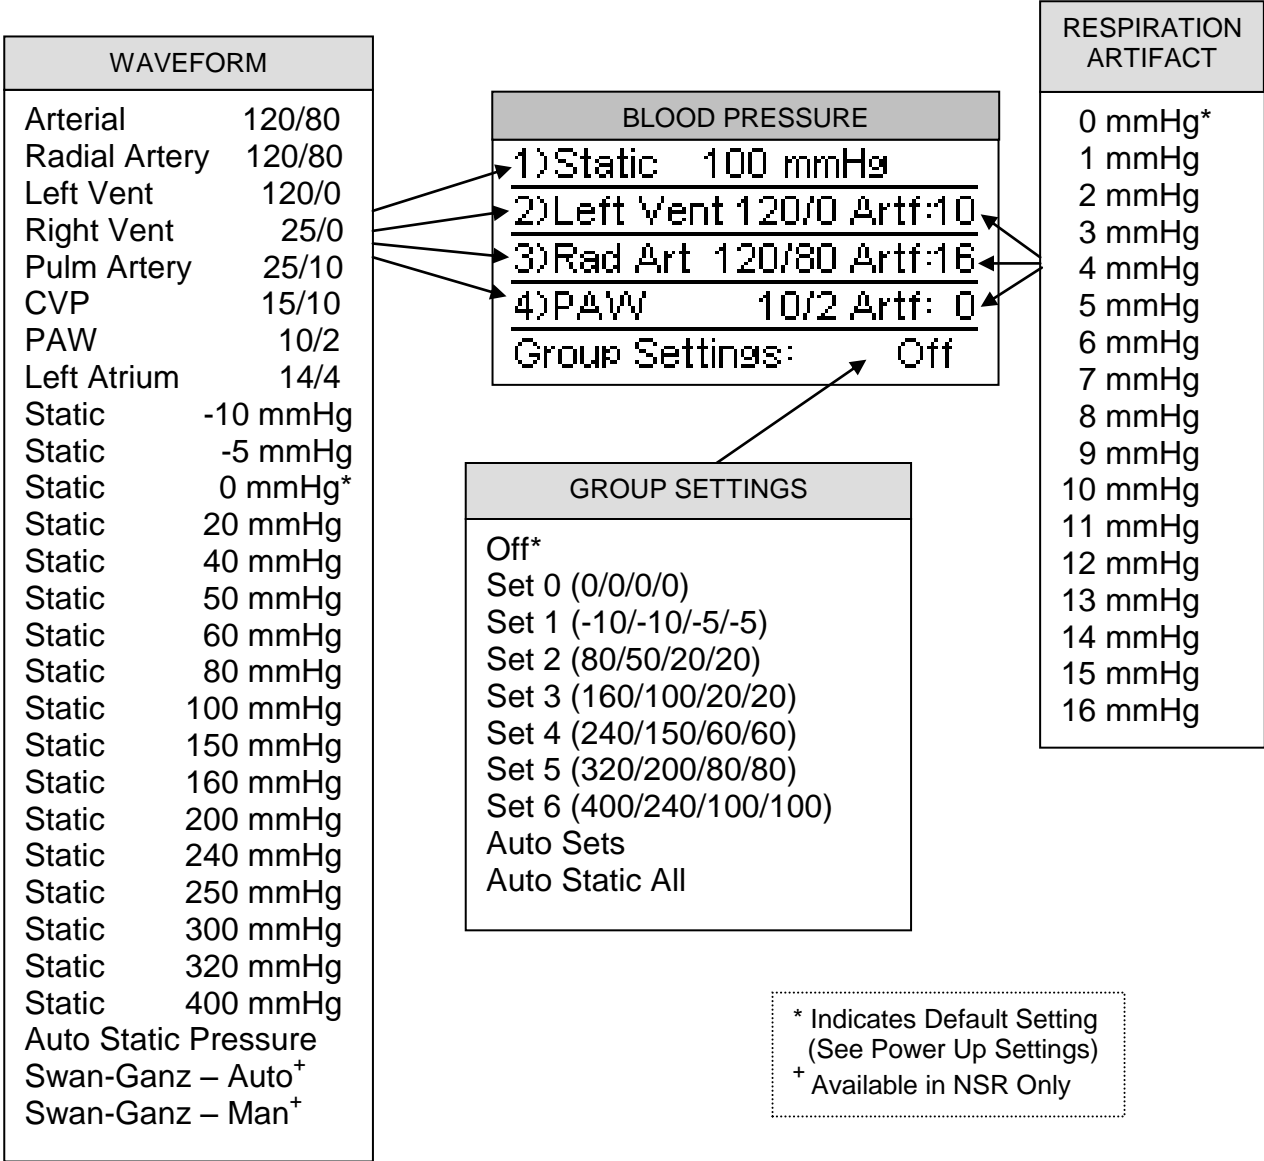 WAVEFORM
Arterial 120/80
Radial Artery 120/80
Left Vent 120/0
Right Vent 25/0
Pulm Artery 25/10
CVP 15/10
PAW 10/2
Left Atrium 14/4
Static -10 mmHg
Static -5 mmHg
Static 0 mmHg*
Static 20 mmHg
Static 40 mmHg
Static 50 mmHg
Static 60 mmHg
Static 80 mmHg
Static 100 mmHg
Static 150 mmHg
Static 160 mmHg
Static 200 mmHg
Static 240 mmHg
Static 250 mmHg
Static 300 mmHg
Static 320 mmHg
Static 400 mmHg
Auto Static Pressure
Swan-Ganz – Auto+
Swan-Ganz – Man+
BLOOD PRESSURE
1)Static 100 mmHg
2)Left Vent 120/0 Artf:10
3)Rad Art 120/80 Artf:16
4)PAW 10/2 Artf: 0
Group Settings: Off
GROUP SETTINGS
Off*
Set 0 (0/0/0/0)
Set 1 (-10/-10/-5/-5)
Set 2 (80/50/20/20)
Set 3 (160/100/20/20)
Set 4 (240/150/60/60)
Set 5 (320/200/80/80)
Set 6 (400/240/100/100)
Auto Sets
Auto Static All
RESPIRATION
ARTIFACT
0 mmHg*
1 mmHg
2 mmHg
3 mmHg
4 mmHg
5 mmHg
6 mmHg
7 mmHg
8 mmHg
9 mmHg
10 mmHg
11 mmHg
12 mmHg
13 mmHg
14 mmHg
15 mmHg
16 mmHg
* Indicates Default Setting
(See Power Up Settings)
+ Available in NSR Only